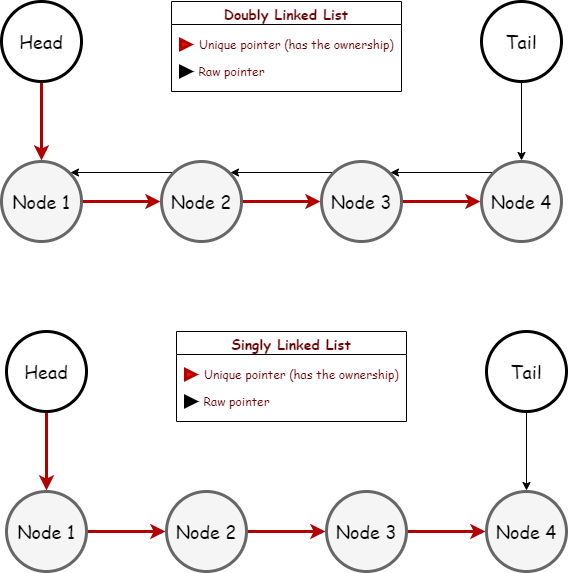 Head
Doubly Linked List
Unique pointer (has the ownership)
Raw pointer
Tail
Node 1
Node 2
Node 3
Node 4
Head
Singly Linked List
Unique pointer (has the ownership)
Raw pointer
Tail
Node 1
Node 2
Node 3
Node 4